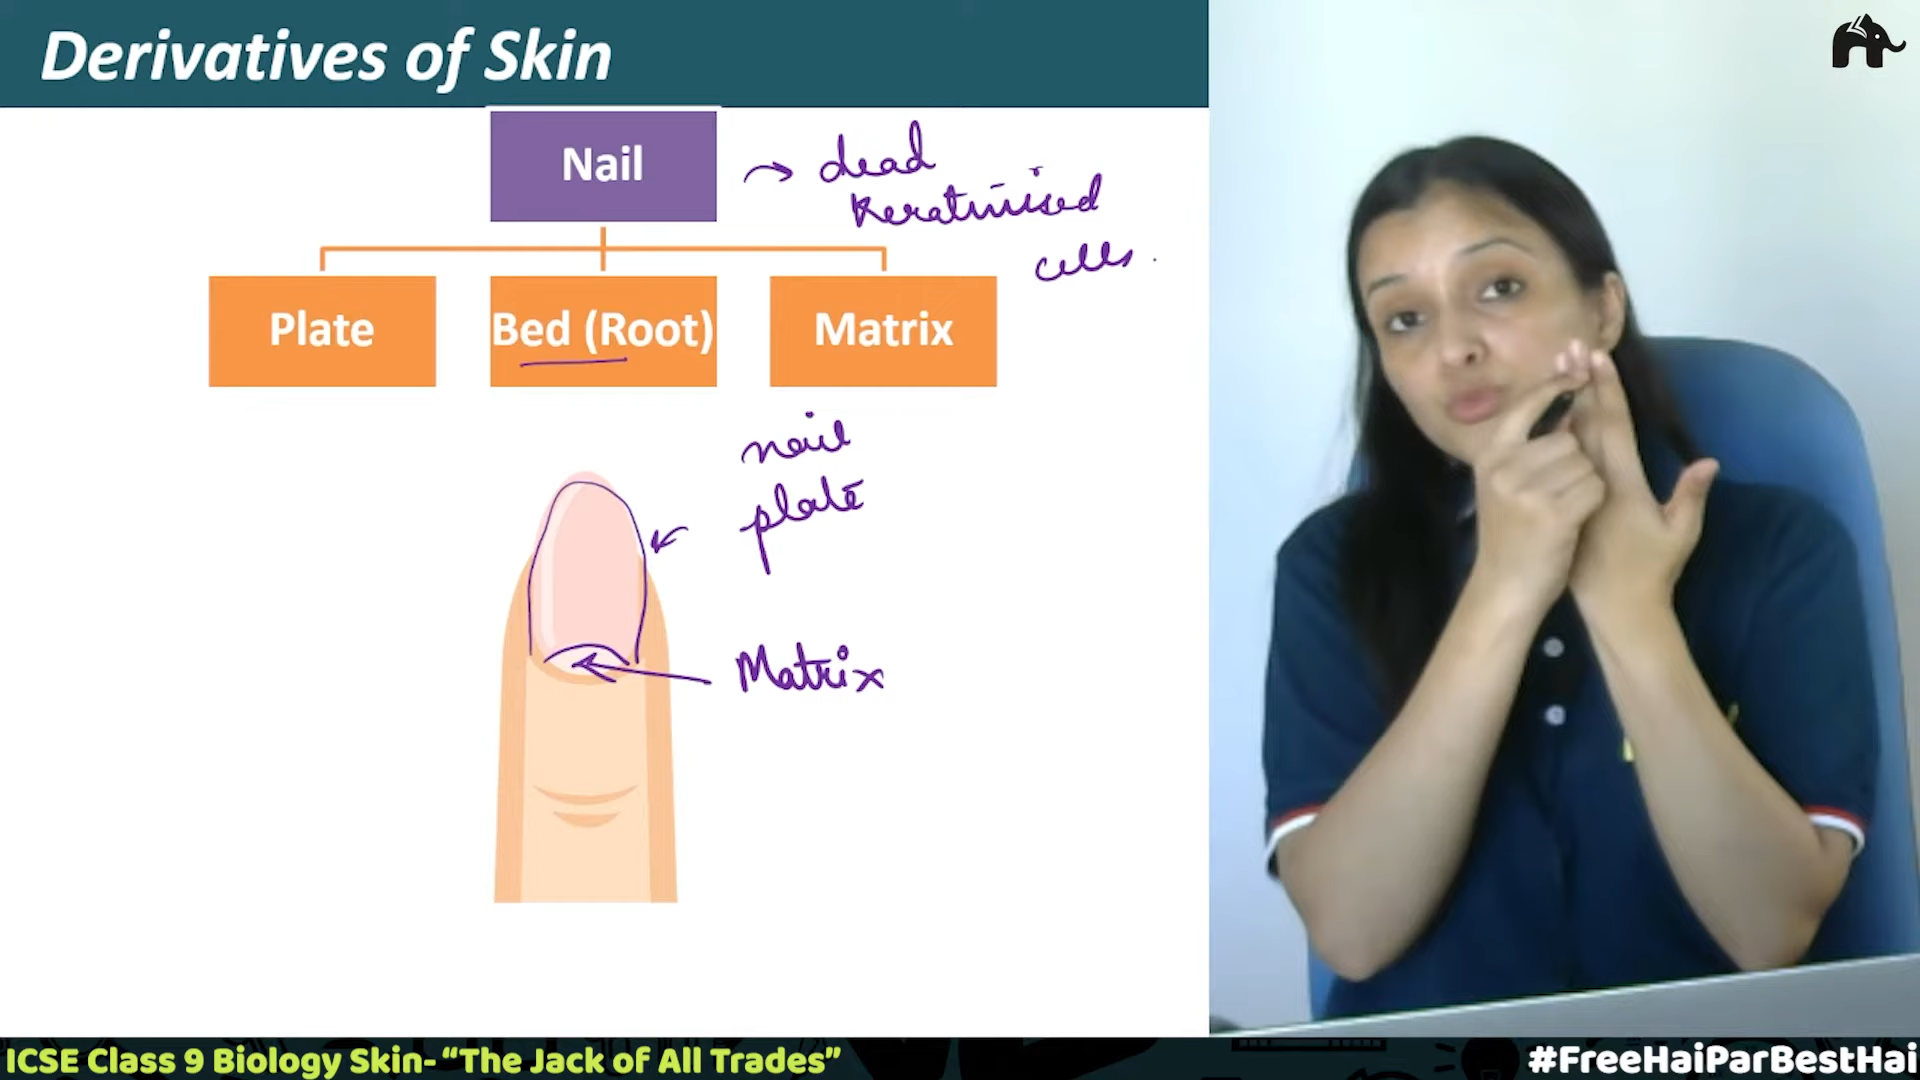 Derivatives of Skin
Nail
dead
keratinised
cells.
Plate
Bed (Root)
Matrix
nail
plate
Matrix
ICSE Class 9 Biology Skin- “The Jack of All Trades”
#FreeHaiParBestHai